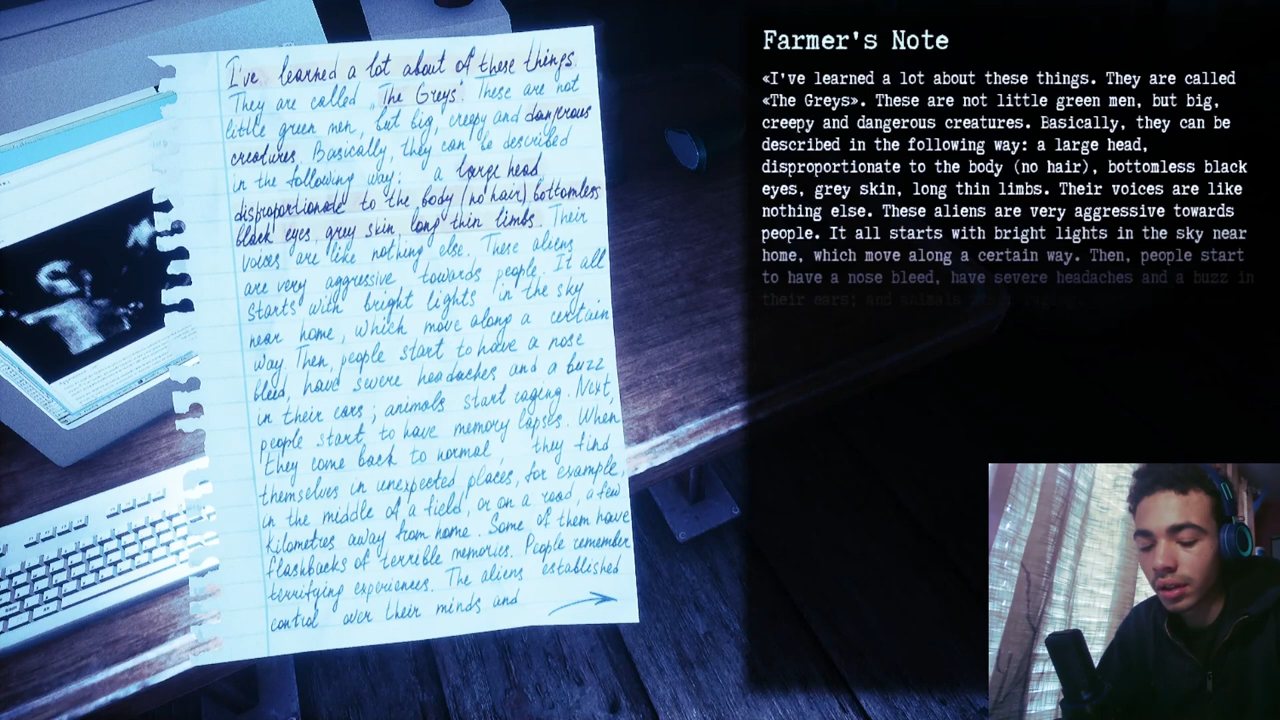 I've learned a lot about of these things.
They are called „The Greys". These are not
little green men, but big, creepy and dangerous
creatures. Basically, they can be described
in the following way: a large head
disproportionate to the body (no hair), bottomless
black eyes, grey skin, long thin limbs. Their
voices are like nothing else. These aliens
are very aggressive towards people. It all
starts with bright lights in the sky
near home, which move along a certain
way. Then, people start to have a nose
bleed, have severe headaches and a buzz
in their ears; animals start raging. Next,
people start to have memory lapses. When
they come back to normal, they find
themselves in unexpected places, for example,
in the middle of a field, or on a road, a few
kilometres away from home. Some of them have
flashbacks of terrible memories. People remember
terrifying experiences. The aliens established
control over their minds and
Farmer's Note
«I've learned a lot about these things. They are called
«The Greys». These are not little green men, but big,
creepy and dangerous creatures. Basically, they can be
described in the following way: a large head,
disproportionate to the body (no hair), bottomless black
eyes, grey skin, long thin limbs. Their voices are like
nothing else. These aliens are very aggressive towards
people. It all starts with bright lights in the sky near
home, which move along a certain way. Then, people start
to have a nose bleed, have severe headaches and a buzz in
their ears; and animals